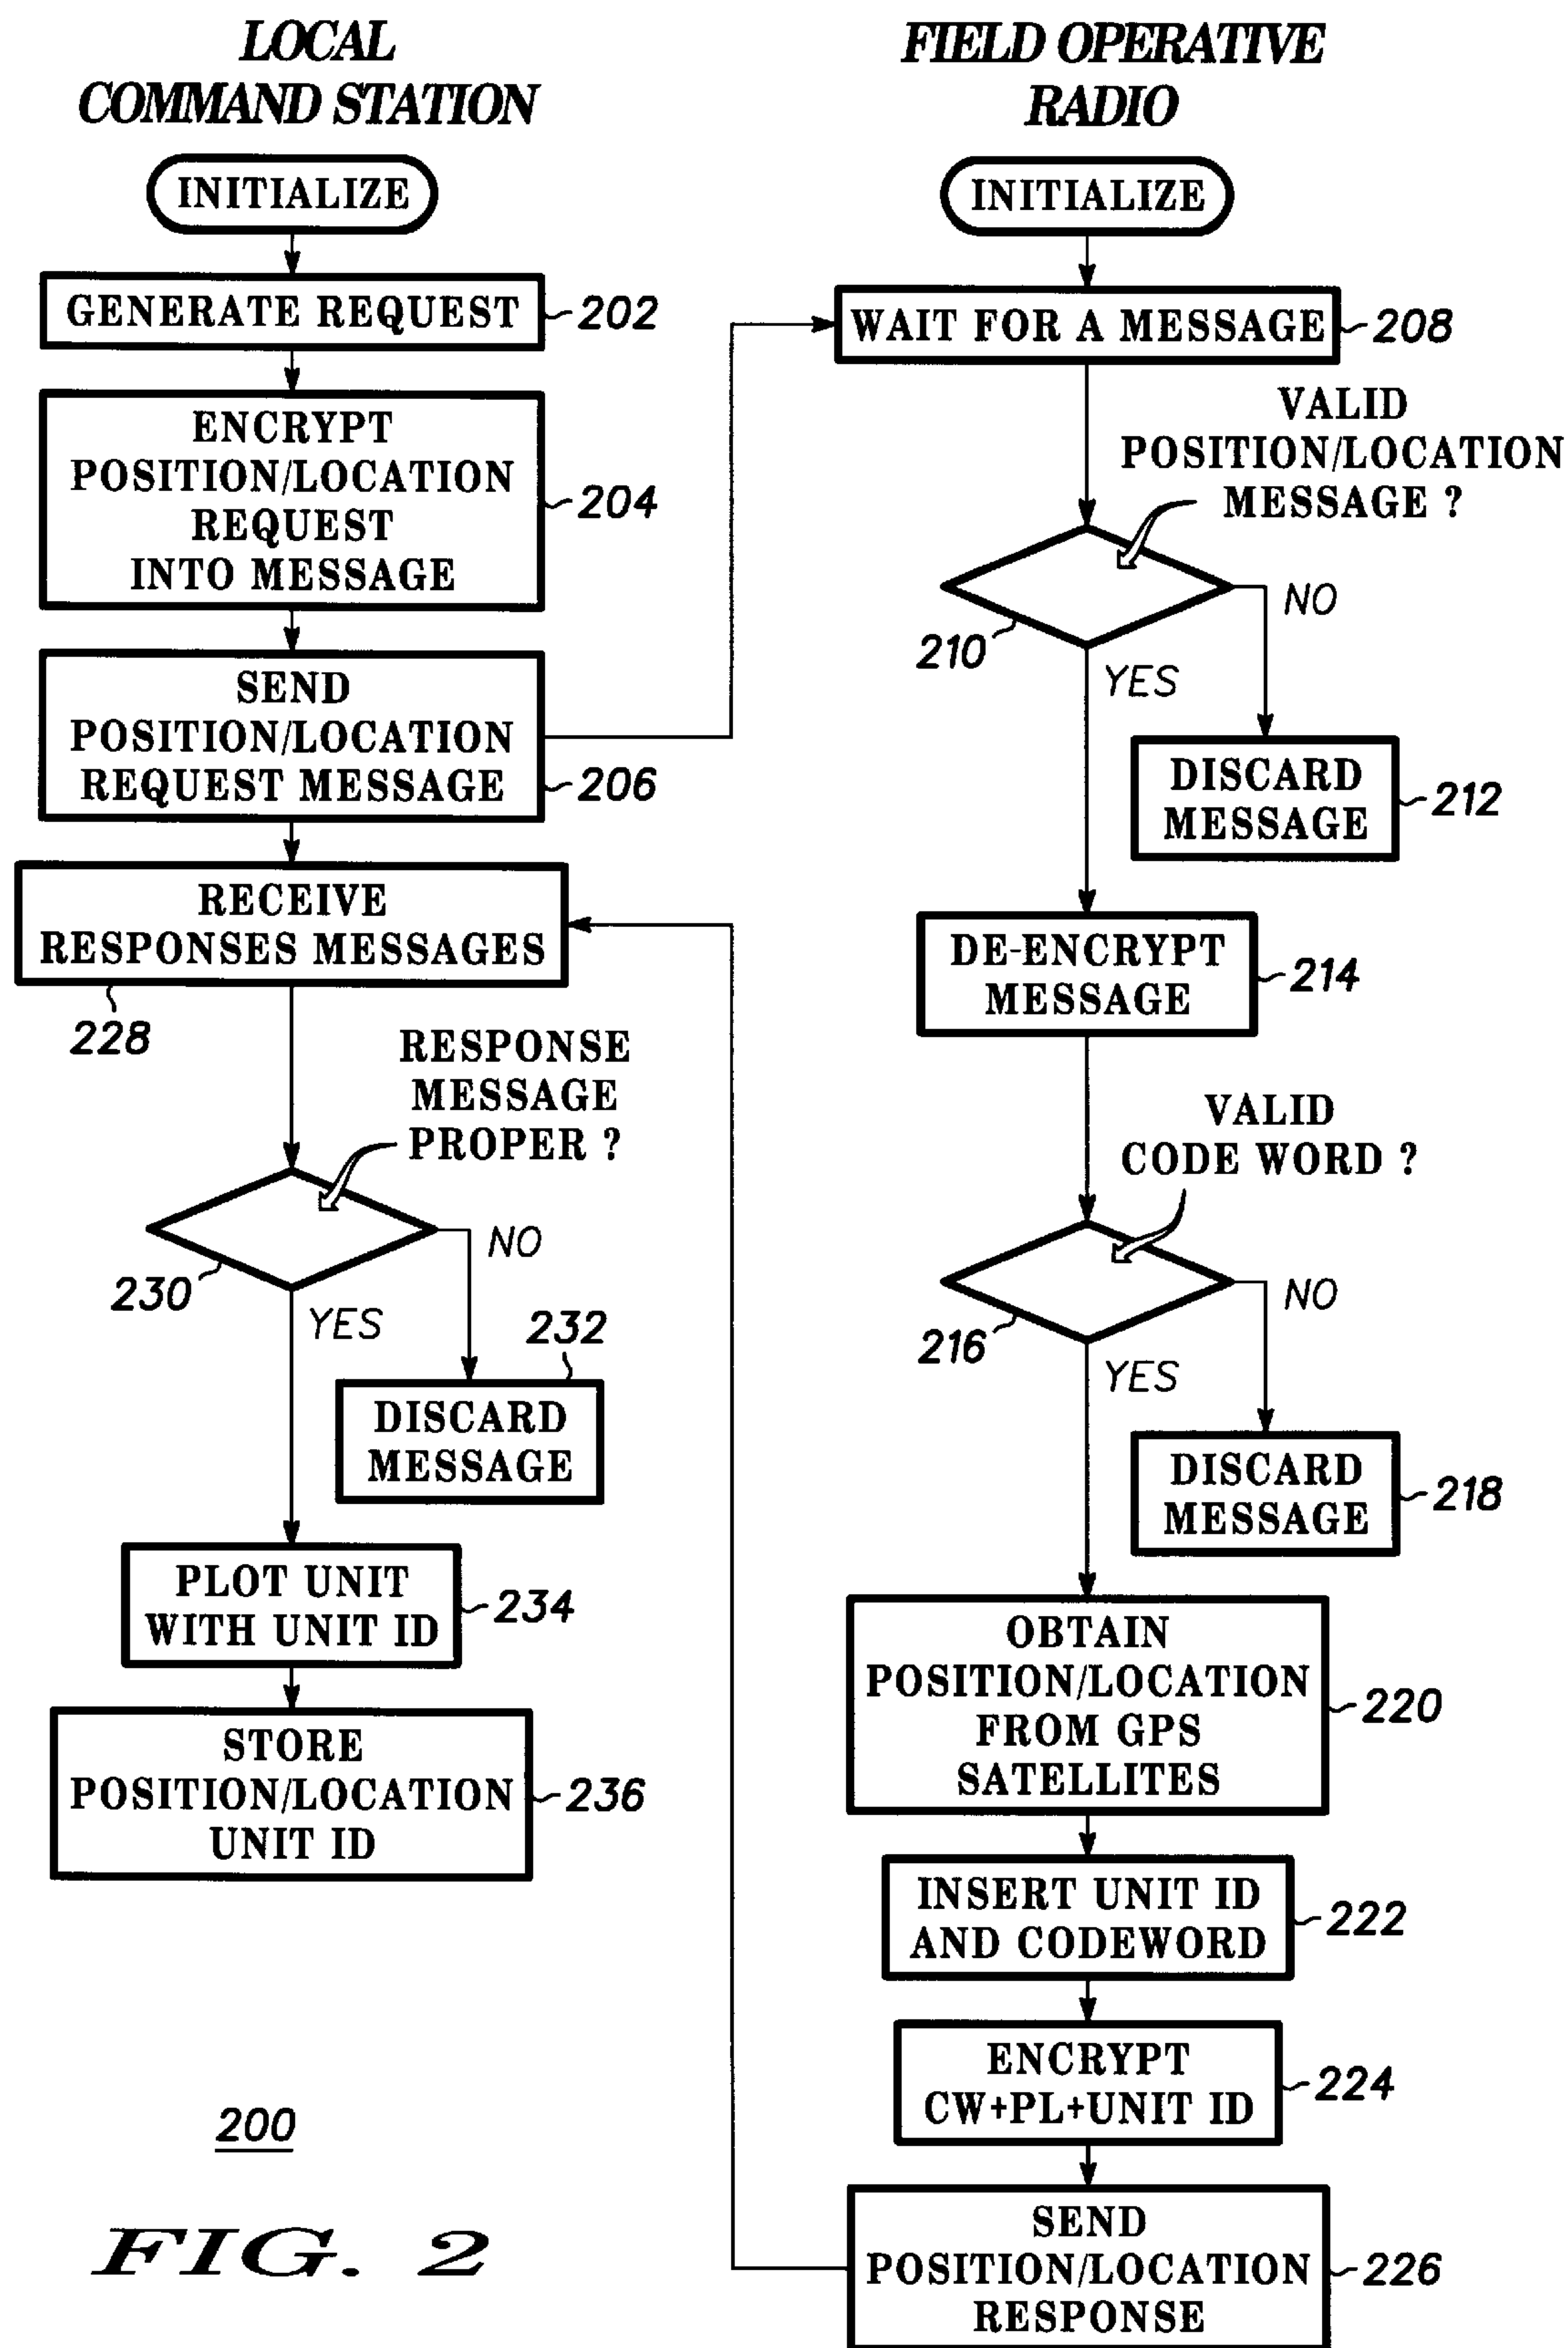 LOCAL
COMMAND STATION
INITIALIZE
GENERATE REQUEST
202
ENCRYPT
POSITION/LOCATION
REQUEST
INTO MESSAGE
204
SEND
POSITION/LOCATION
REQUEST MESSAGE
206
RECEIVE
RESPONSES MESSAGES
228
RESPONSE
MESSAGE
PROPER ?
230
NO
YES
232
DISCARD
MESSAGE
PLOT UNIT
WITH UNIT ID
234
STORE
POSITION/LOCATION
UNIT ID
236
FIELD OPERATIVE
RADIO
INITIALIZE
WAIT FOR A MESSAGE
208
VALID
POSITION/LOCATION
MESSAGE ?
210
NO
YES
DISCARD
MESSAGE
212
DE-ENCRYPT
MESSAGE
214
VALID
CODE WORD ?
216
NO
YES
DISCARD
MESSAGE
218
OBTAIN
POSITION/LOCATION
FROM GPS
SATELLITES
220
INSERT UNIT ID
AND CODEWORD
222
ENCRYPT
CW+PL+UNIT ID
224
SEND
POSITION/LOCATION
RESPONSE
226
200
FIG. 2